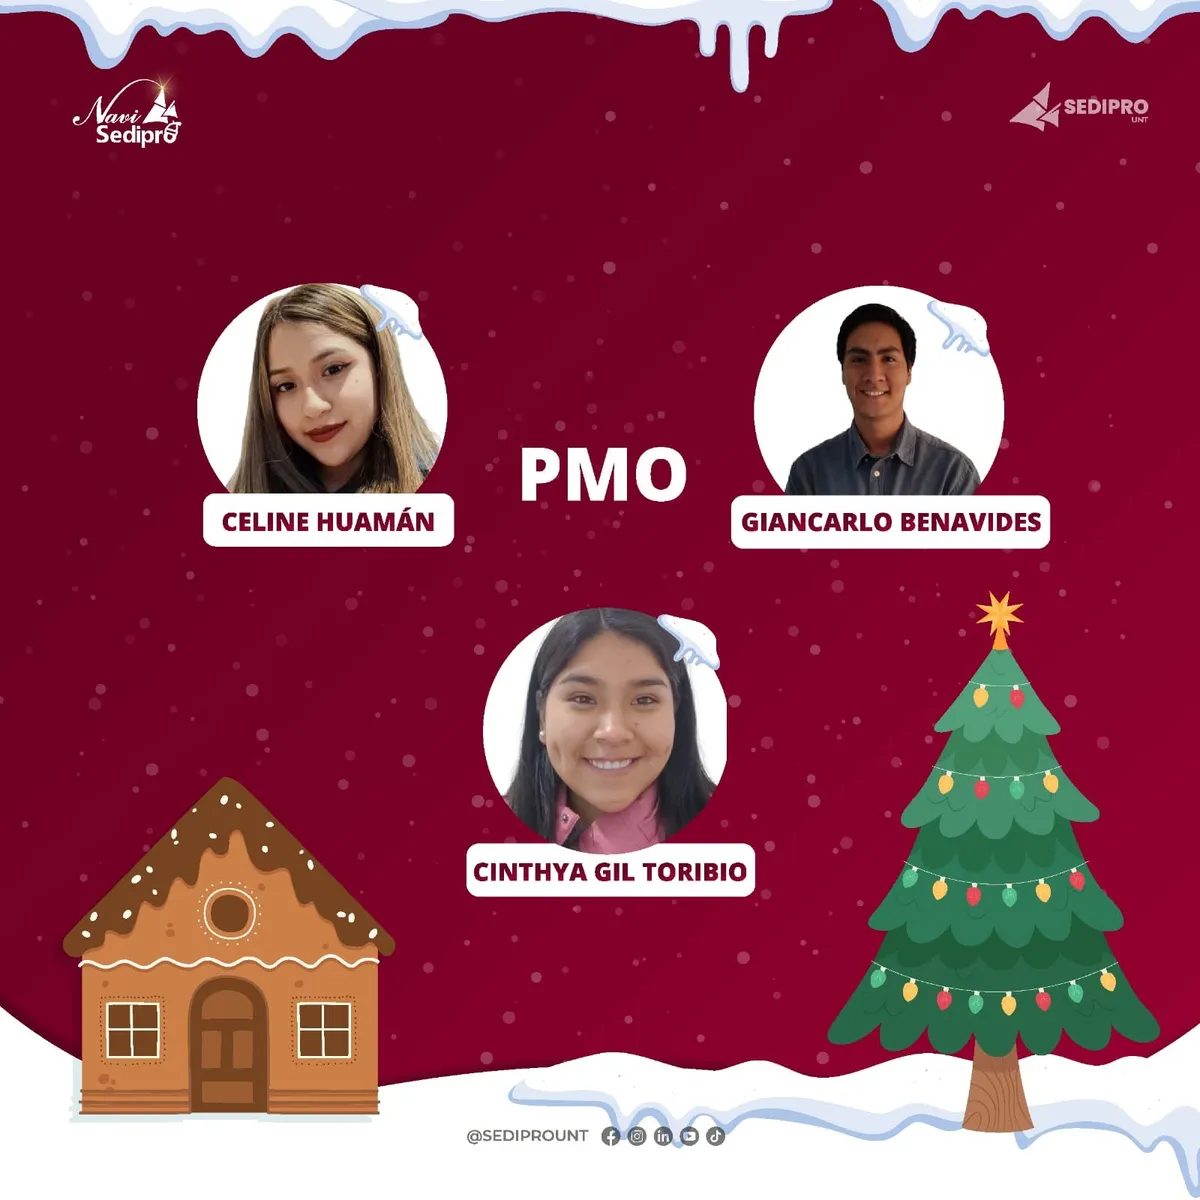 Navi
Sedipro
SEDIPRO
UNT
PMO
CELINE HUAMÁN
GIANCARLO BENAVIDES
CINTHYA GIL TORIBIO
@SEDIPROUNT